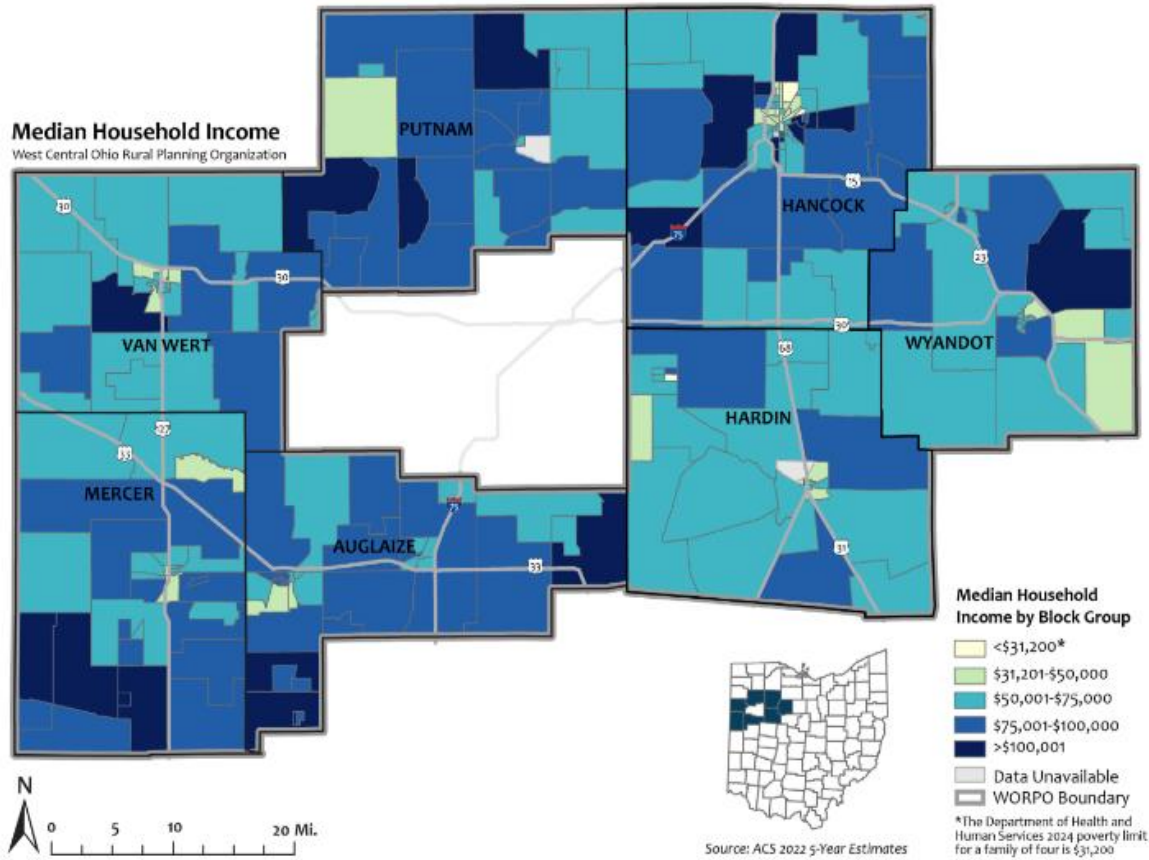 Median Household Income
West Central Ohio Rural Planning Organization
PUTNAM
HANCOCK
VAN WERT
WYANDOT
HARDIN
MERCER
AUGLAIZE
30
30
15
75
23
30
68
27
33
75
33
31
Median Household
Income by Block Group
<$31,200*
$31,201-$50,000
$50,001-$75,000
$75,001-$100,000
>$100,001
Data Unavailable
WORPO Boundary
*The Department of Health and
Human Services 2024 poverty limit
for a family of four is $31,200
N
0 5 10 20 Mi.
Source: ACS 2022 5-Year Estimates